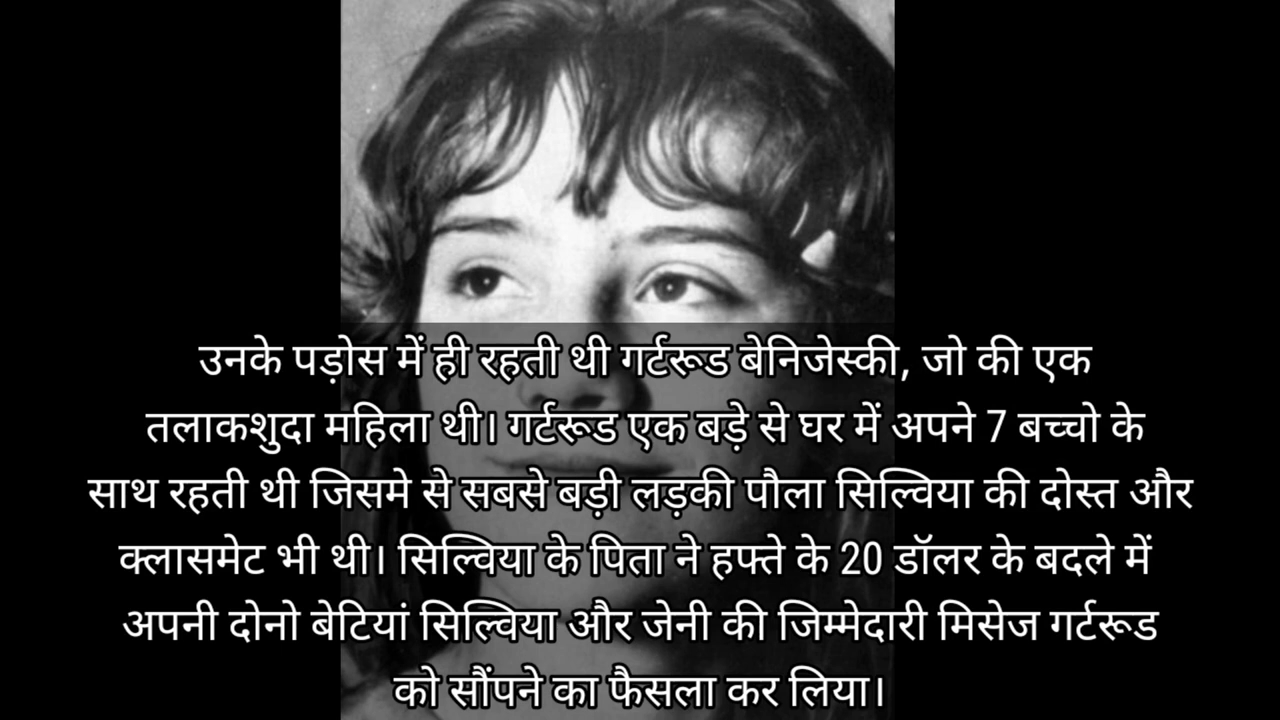 उनके पड़ोस में ही रहती थी गर्टरूड बेनिजेस्की, जो की एक
तलाकशुदा महिला थी। गर्टरूड एक बड़े से घर में अपने 7 बच्चो के
साथ रहती थी जिसमे से सबसे बड़ी लड़की पौला सिल्विया की दोस्त और
क्लासमेट भी थी। सिल्विया के पिता ने हफ्ते के 20 डॉलर के बदले में
अपनी दोनो बेटियां सिल्विया और जेनी की जिम्मेदारी मिसेज गर्टरूड
को सौंपने का फैसला कर लिया।